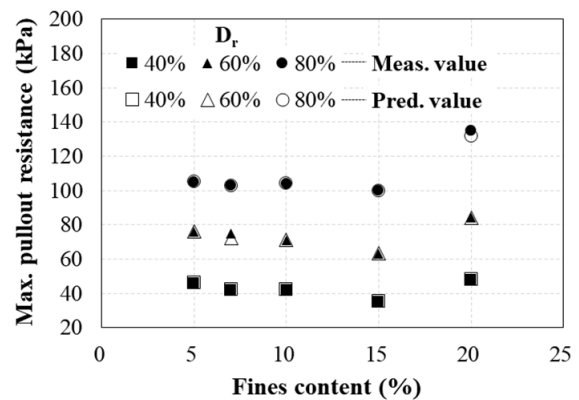 200
180
160
140
120
100
80
60
40
20
Max. pullout resistance (kPa)
Dr
40% 60% 80% Meas. value
40% 60% 80% Pred. value
0 5 10 15 20 25
Fines content (%)